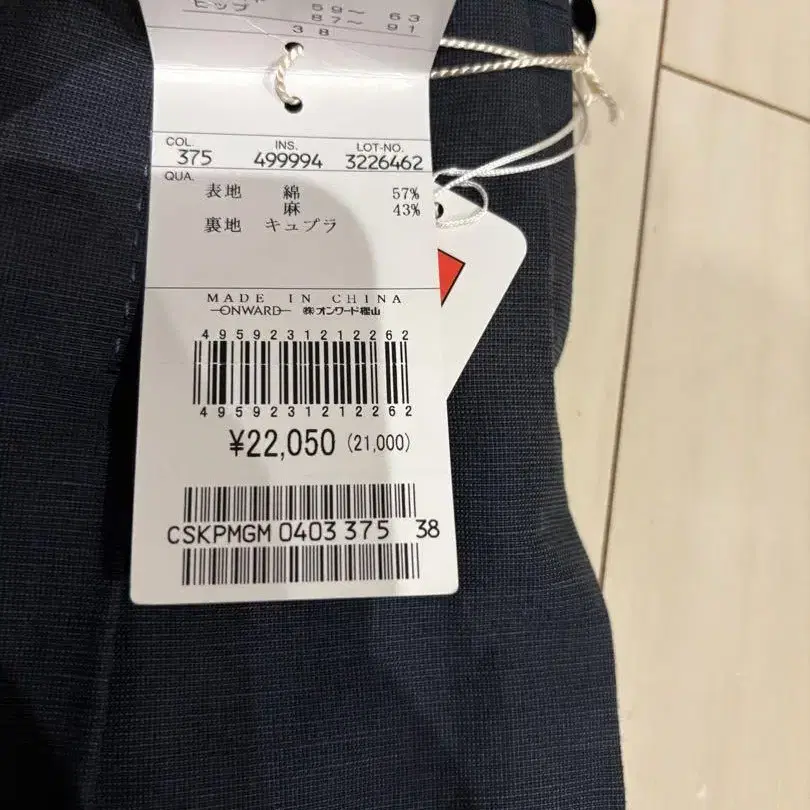 59～ 63
ヒップ 87～ 91
38
COL. INS. LOT-NO.
375 499994 3226462
QUA.
表地 綿 57%
麻 43%
裏地 キュプラ
MADE IN CHINA
ONWARD ㈱オンワード樫山
4959231212262
4959231212262
¥22,050 (21,000)
CSKPMGM 0403 375 38